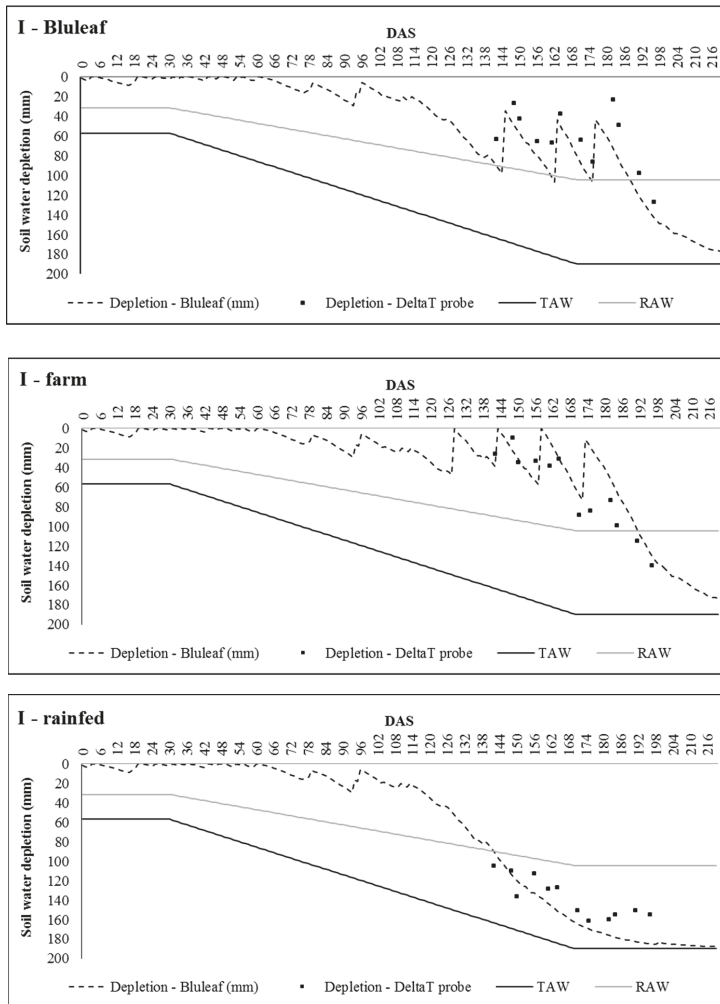 I - Bluleaf
DAS
0 6 12 18 24 30 36 42 48 54 60 66 72 78 84 90 96 102 108 114 120 126 132 138 144 150 156 162 168 174 180 186 192 198 204 210 216
Soil water depletion (mm)
0
20
40
60
80
100
120
140
160
180
200
Depletion - Bluleaf (mm) Depletion - DeltaT probe TAW RAW
I - farm
DAS
0 6 12 18 24 30 36 42 48 54 60 66 72 78 84 90 96 102 108 114 120 126 132 138 144 150 156 162 168 174 180 186 192 198 204 210 216
Soil water depletion (mm)
0
20
40
60
80
100
120
140
160
180
200
Depletion - Bluleaf (mm) Depletion - DeltaT probe TAW RAW
I - rainfed
DAS
0 6 12 18 24 30 36 42 48 54 60 66 72 78 84 90 96 102 108 114 120 126 132 138 144 150 156 162 168 174 180 186 192 198 204 210 216
Soil water depletion (mm)
0
20
40
60
80
100
120
140
160
180
200
Depletion - Bluleaf (mm) Depletion - DeltaT probe TAW RAW